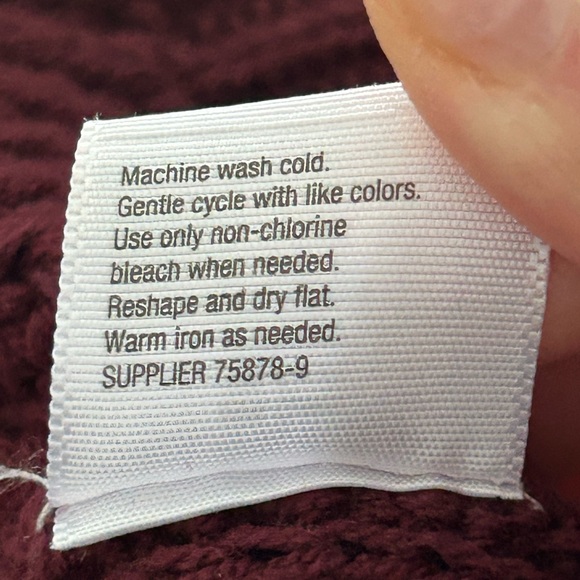 Machine wash cold.
Gentle cycle with like colors.
Use only non-chlorine
bleach when needed.
Reshape and dry flat.
Warm iron as needed.
SUPPLIER 75878-9